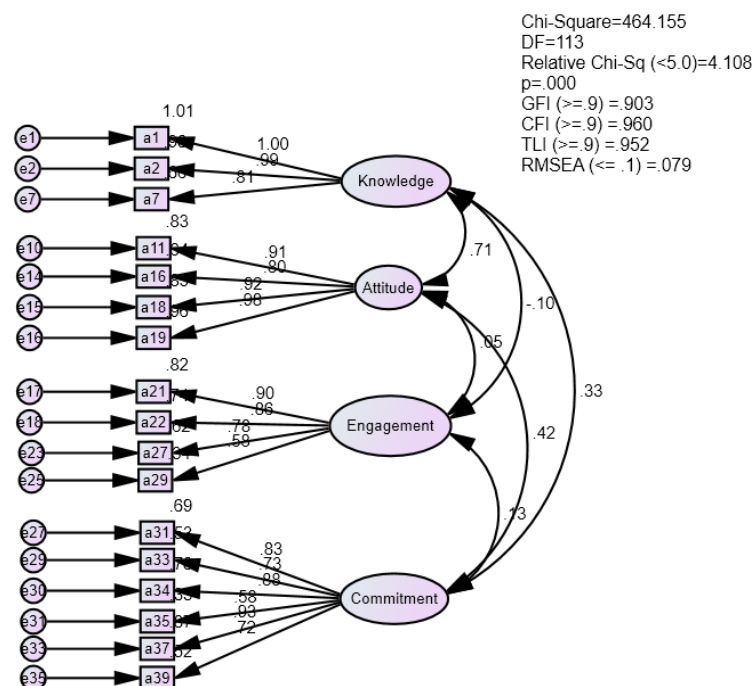 Chi-Square=464.155
DF=113
Relative Chi-Sq (<5.0)=4.108
p=.000
GFI (>=.9) =.903
CFI (>=.9) =.960
TLI (>=.9) =.952
RMSEA (<= .1) =.079
1.01
e1 a1 1.00
e2 a2 .99
e7 a7 .81
Knowledge
.83
e10 a11 .91
e14 a16 .80
e15 a18 .92
e16 a19 .98
Attitude
.71
-.10
.05
.33
.82
e17 a21 .90
e18 a22 .86
e23 a27 .78
e25 a29 .58
Engagement
.42
.13
.69
e27 a31 .83
e29 a33 .73
e30 a34 .88
e31 a35 .58
e33 a37 .93
e35 a39 .72
Commitment